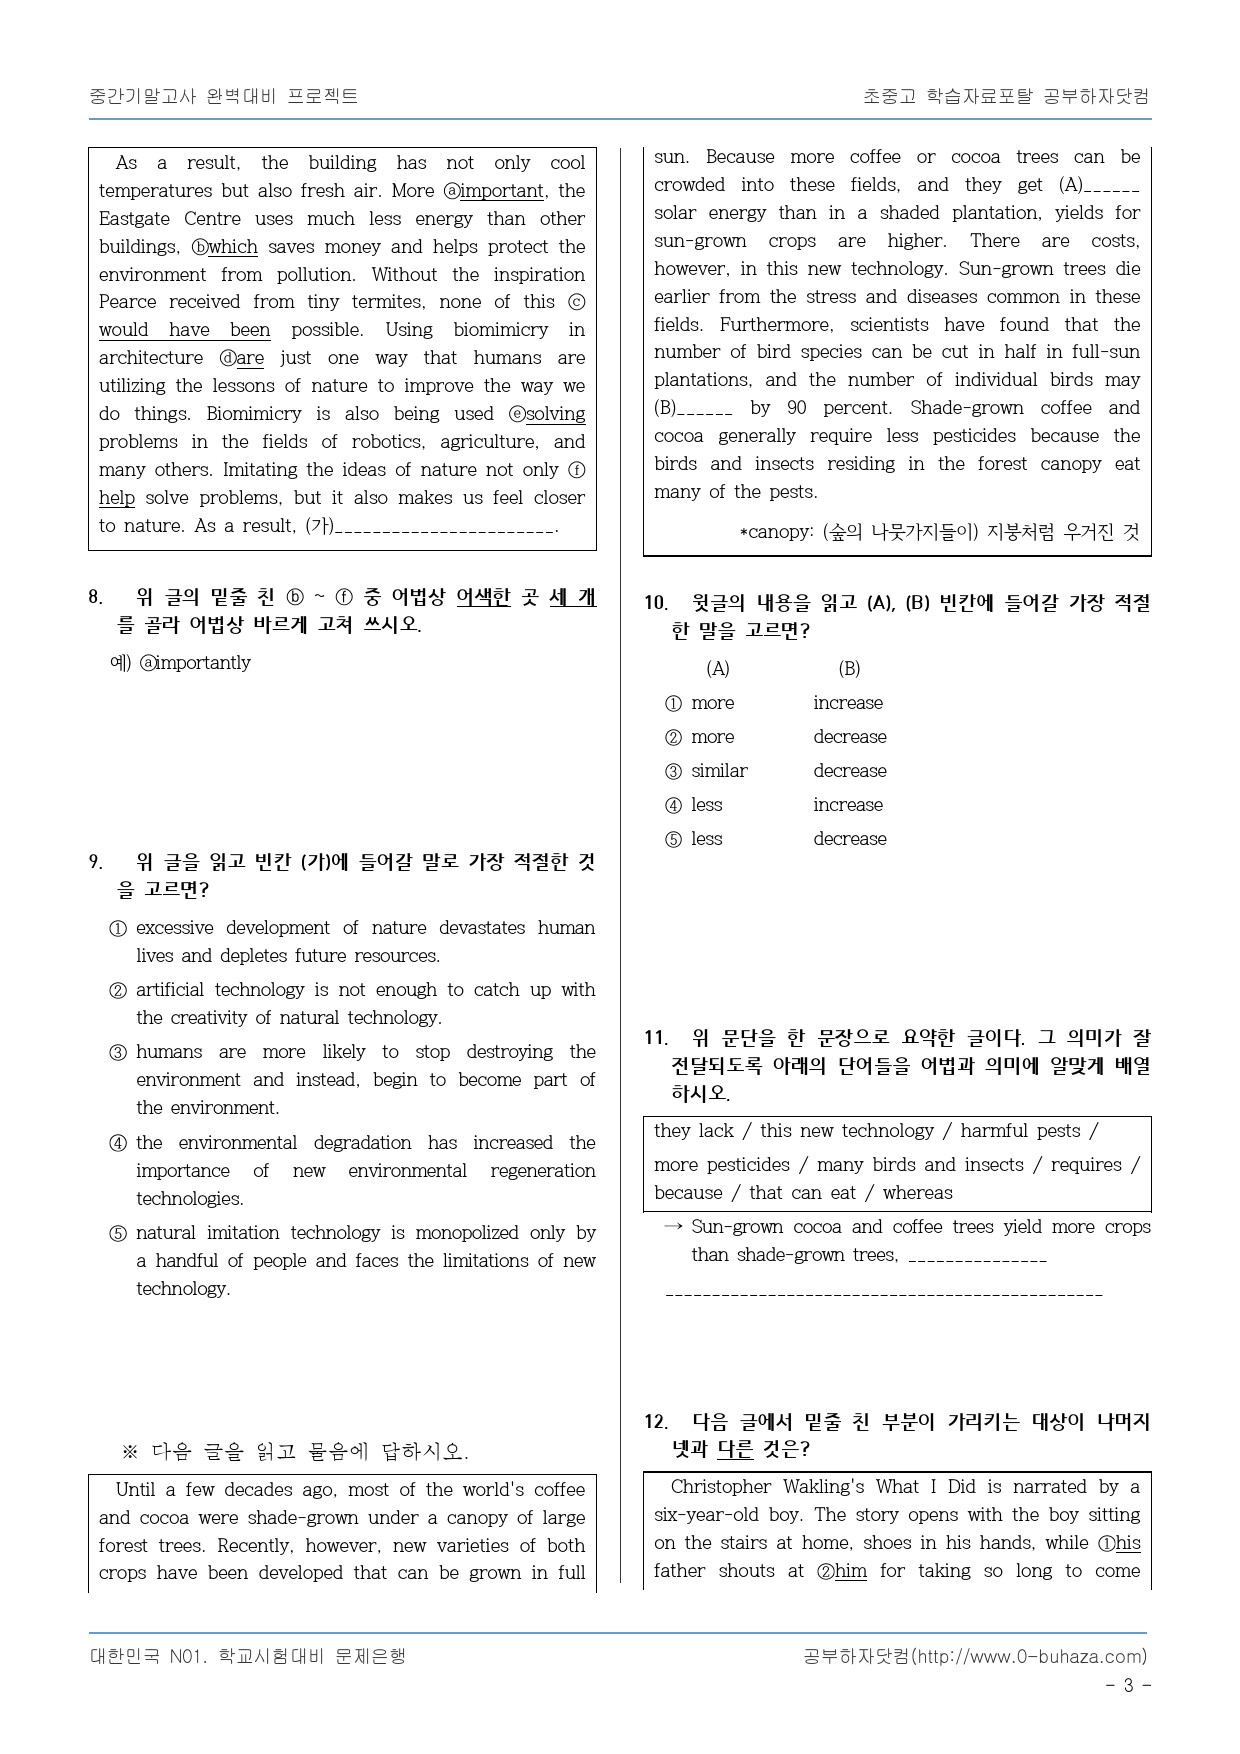 중간기말고사 완벽대비 프로젝트
초중고 학습자료포탈 공부하자닷컴
As a result, the building has not only cool
temperatures but also fresh air. More ⓐimportant, the
Eastgate Centre uses much less energy than other
buildings, ⓑwhich saves money and helps protect the
environment from pollution. Without the inspiration
Pearce received from tiny termites, none of this ⓒ
would have been possible. Using biomimicry in
architecture ⓓare just one way that humans are
utilizing the lessons of nature to improve the way we
do things. Biomimicry is also being used ⓔsolving
problems in the fields of robotics, agriculture, and
many others. Imitating the ideas of nature not only ⓕ
help solve problems, but it also makes us feel closer
to nature. As a result, (가)_______________________.
8. 위 글의 밑줄 친 ⓑ ~ ⓕ 중 어법상 어색한 곳 세 개
를 골라 어법상 바르게 고쳐 쓰시오.
예) ⓐimportantly
9. 위 글을 읽고 빈칸 (가)에 들어갈 말로 가장 적절한 것
을 고르면?
① excessive development of nature devastates human
lives and depletes future resources.
② artificial technology is not enough to catch up with
the creativity of natural technology.
③ humans are more likely to stop destroying the
environment and instead, begin to become part of
the environment.
④ the environmental degradation has increased the
importance of new environmental regeneration
technologies.
⑤ natural imitation technology is monopolized only by
a handful of people and faces the limitations of new
technology.
※ 다음 글을 읽고 물음에 답하시오.
Until a few decades ago, most of the world's coffee
and cocoa were shade-grown under a canopy of large
forest trees. Recently, however, new varieties of both
crops have been developed that can be grown in full
sun. Because more coffee or cocoa trees can be
crowded into these fields, and they get (A)______
solar energy than in a shaded plantation, yields for
sun-grown crops are higher. There are costs,
however, in this new technology. Sun-grown trees die
earlier from the stress and diseases common in these
fields. Furthermore, scientists have found that the
number of bird species can be cut in half in full-sun
plantations, and the number of individual birds may
(B)______ by 90 percent. Shade-grown coffee and
cocoa generally require less pesticides because the
birds and insects residing in the forest canopy eat
many of the pests.
*canopy: (숲의 나뭇가지들이) 지붕처럼 우거진 것
10. 윗글의 내용을 읽고 (A), (B) 빈칸에 들어갈 가장 적절
한 말을 고르면?
(A) (B)
① more increase
② more decrease
③ similar decrease
④ less increase
⑤ less decrease
11. 위 문단을 한 문장으로 요약한 글이다. 그 의미가 잘
전달되도록 아래의 단어들을 어법과 의미에 알맞게 배열
하시오.
they lack / this new technology / harmful pests /
more pesticides / many birds and insects / requires /
because / that can eat / whereas
→ Sun-grown cocoa and coffee trees yield more crops
than shade-grown trees, _______________
_______________________________________________
12. 다음 글에서 밑줄 친 부분이 가리키는 대상이 나머지
넷과 다른 것은?
Christopher Wakling's What I Did is narrated by a
six-year-old boy. The story opens with the boy sitting
on the stairs at home, shoes in his hands, while ①his
father shouts at ②him for taking so long to come
대한민국 N01. 학교시험대비 문제은행
공부하자닷컴(http://www.0-buhaza.com)
- 3 -